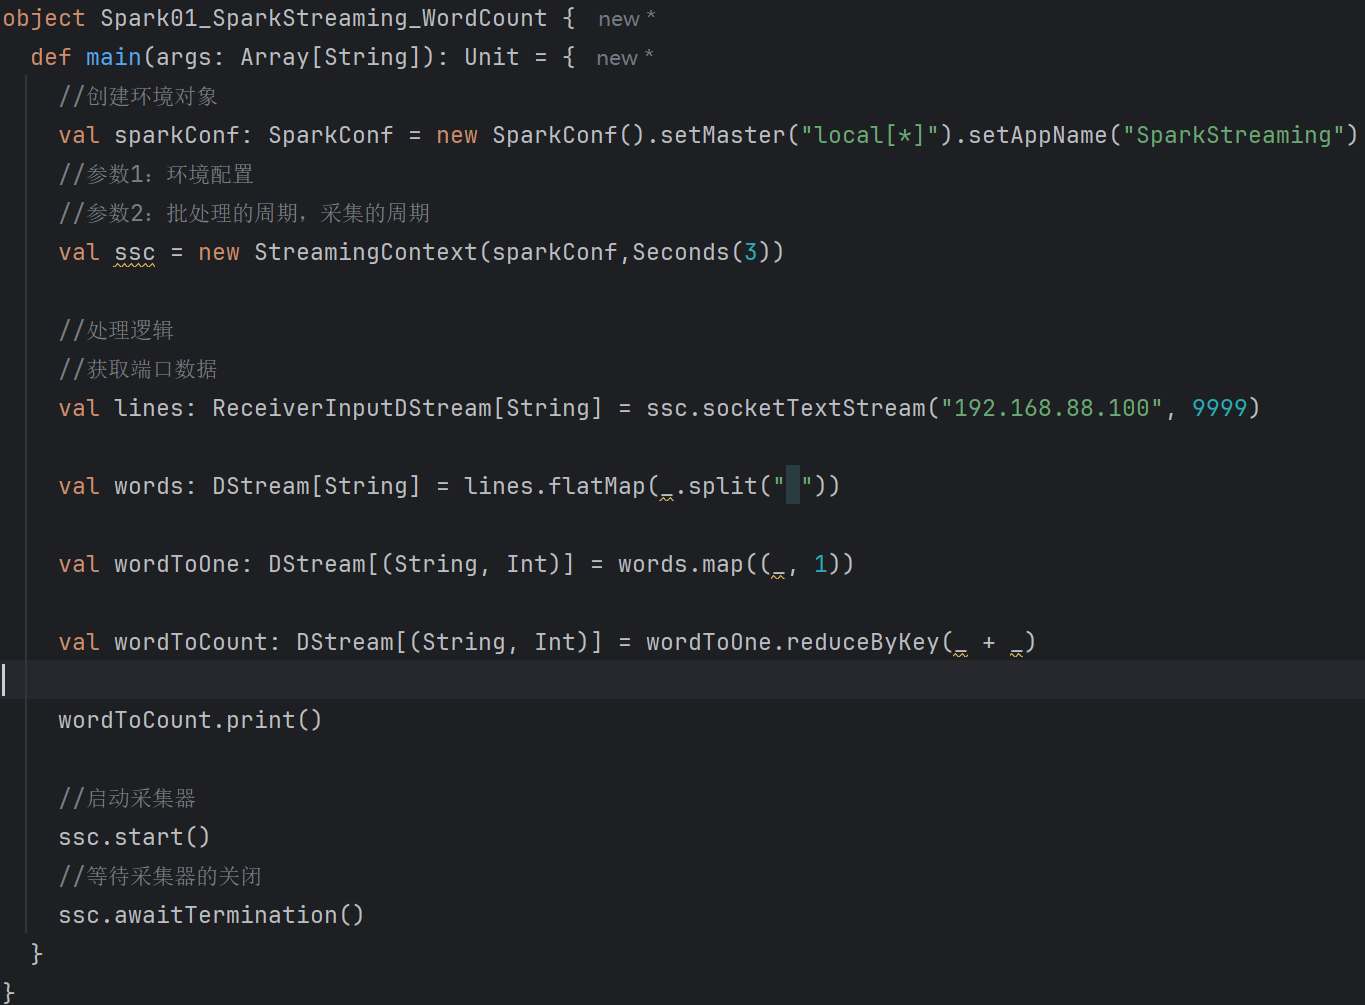 object Spark01_SparkStreaming_WordCount {  new *
  def main(args: Array[String]): Unit = {  new *
    //创建环境对象
    val sparkConf: SparkConf = new SparkConf().setMaster("local[*]").setAppName("SparkStreaming")
    //参数1：环境配置
    //参数2：批处理的周期，采集的周期
    val ssc = new StreamingContext(sparkConf,Seconds(3))

    //处理逻辑
    //获取端口数据
    val lines: ReceiverInputDStream[String] = ssc.socketTextStream("192.168.88.100", 9999)

    val words: DStream[String] = lines.flatMap(_.split(" "))

    val wordToOne: DStream[(String, Int)] = words.map((_, 1))

    val wordToCount: DStream[(String, Int)] = wordToOne.reduceByKey(_ + _)

    wordToCount.print()

    //启动采集器
    ssc.start()
    //等待采集器的关闭
    ssc.awaitTermination()
  }
}